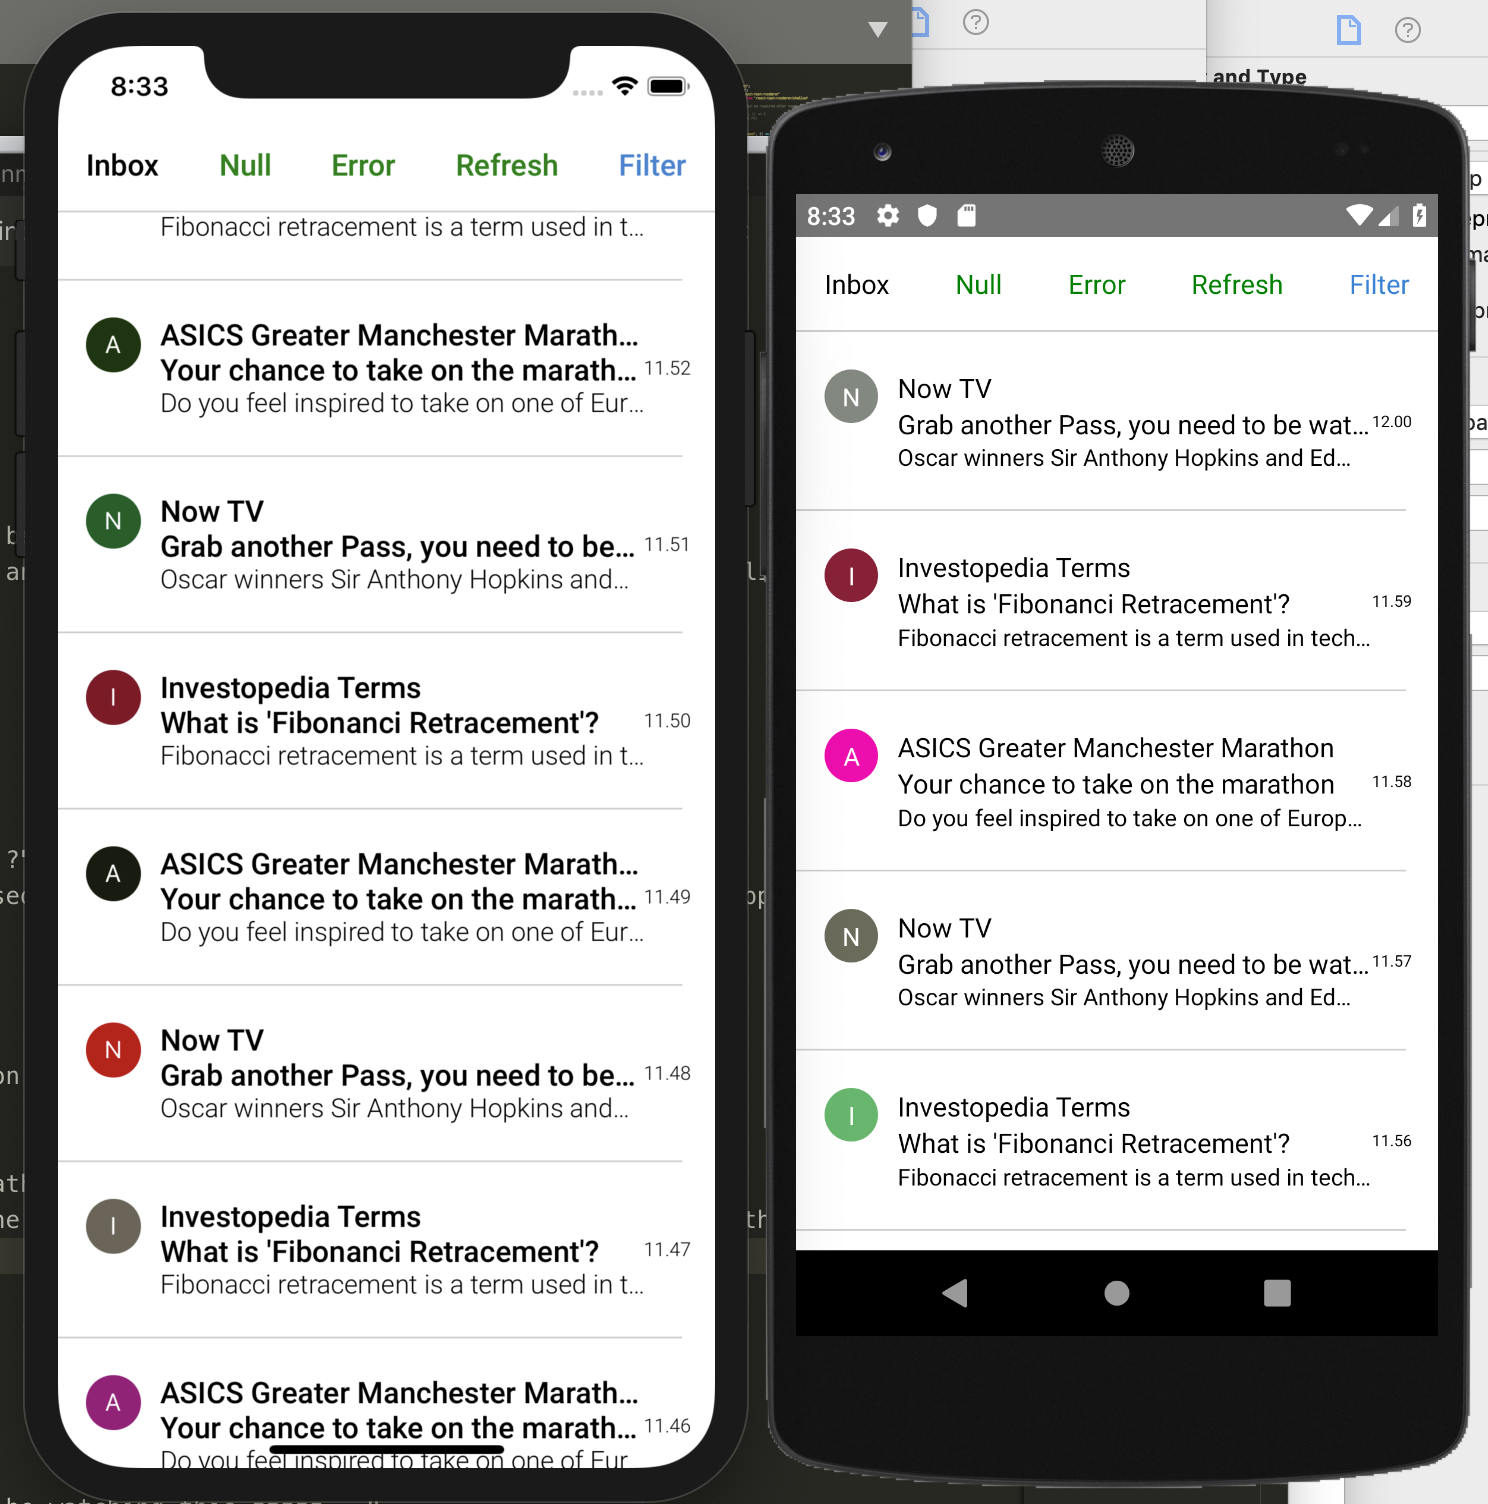 and Type
8:33
Inbox Null Error Refresh Filter
Fibonacci retracement is a term used in t...
A
ASICS Greater Manchester Marath...
Your chance to take on the marath... 11.52
Do you feel inspired to take on one of Eur...
N
Now TV
Grab another Pass, you need to be... 11.51
Oscar winners Sir Anthony Hopkins and...
I
Investopedia Terms
What is 'Fibonanci Retracement'? 11.50
Fibonacci retracement is a term used in t...
A
ASICS Greater Manchester Marath...
Your chance to take on the marath... 11.49
Do you feel inspired to take on one of Eur...
N
Now TV
Grab another Pass, you need to be... 11.48
Oscar winners Sir Anthony Hopkins and...
I
Investopedia Terms
What is 'Fibonanci Retracement'? 11.47
Fibonacci retracement is a term used in t...
A
ASICS Greater Manchester Marath...
Your chance to take on the marath... 11.46
Do you feel inspired to take on one of Eur
8:33
Inbox Null Error Refresh Filter
N
Now TV
Grab another Pass, you need to be wat... 12.00
Oscar winners Sir Anthony Hopkins and Ed...
I
Investopedia Terms
What is 'Fibonanci Retracement'? 11.59
Fibonacci retracement is a term used in tech...
A
ASICS Greater Manchester Marathon
Your chance to take on the marathon 11.58
Do you feel inspired to take on one of Europ...
N
Now TV
Grab another Pass, you need to be wat... 11.57
Oscar winners Sir Anthony Hopkins and Ed...
I
Investopedia Terms
What is 'Fibonanci Retracement'? 11.56
Fibonacci retracement is a term used in tech...